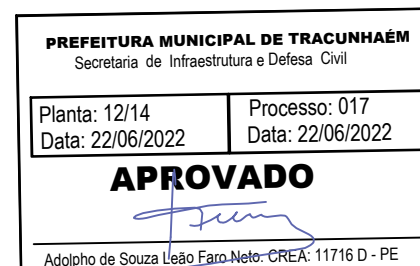 PREFEITURA MUNICIPAL DE TRACUNHAÉM
Secretaria de Infraestrutura e Defesa Civil
Planta: 12/14
Data: 22/06/2022
Processo: 017
Data: 22/06/2022
APROVADO
Adolpho de Souza Leão Faro Neto. CREA: 11716 D - PE